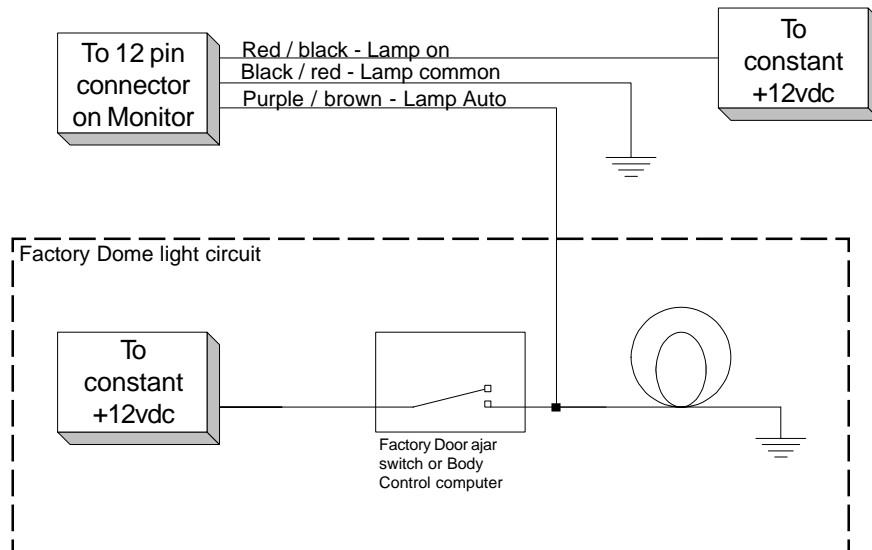 To 12 pin
connector
on Monitor
Red / black - Lamp on
Black / red - Lamp common
Purple / brown - Lamp Auto
To
constant
+12vdc
Factory Dome light circuit
To
constant
+12vdc
Factory Door ajar
switch or Body
Control computer